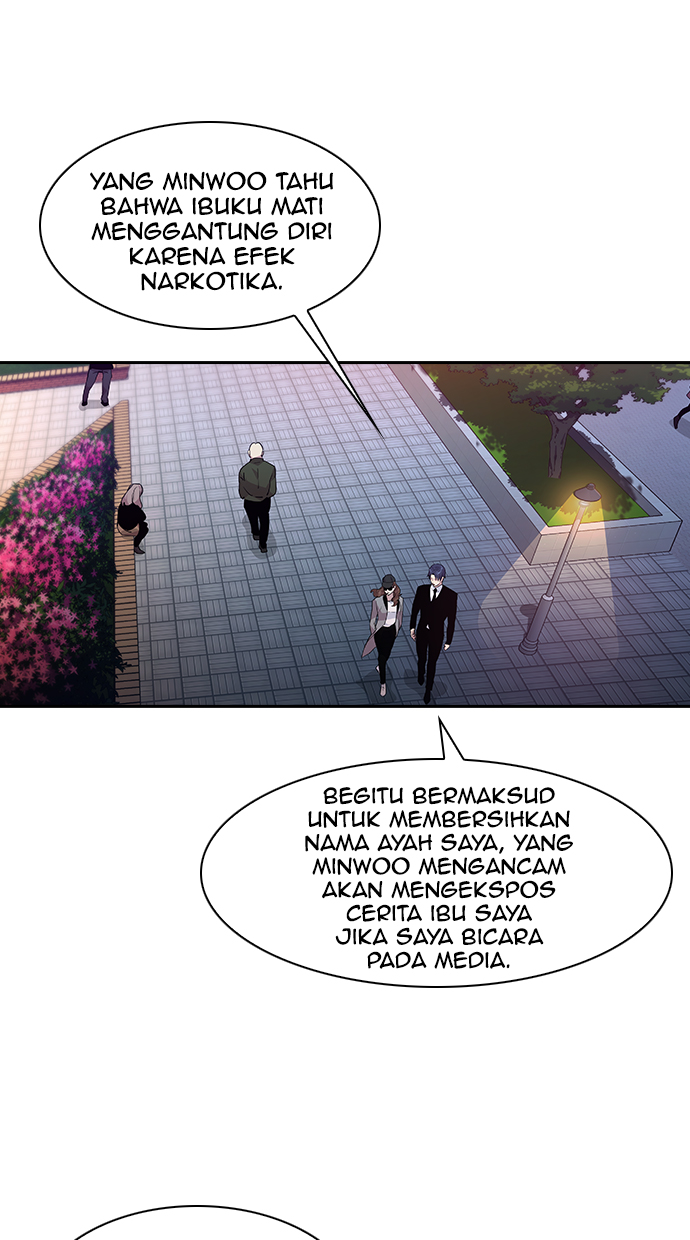 YANG MINWOO TAHU
BAHWA IBUKU MATI
MENGGANTUNG DIRI
KARENA EFEK
NARKOTIKA.
BEGITU BERMAKSUD
UNTUK MEMBERSIHKAN
NAMA AYAH SAYA, YANG
MINWOO MENGANCAM
AKAN MENGEKSPOS
CERITA IBU SAYA
JIKA SAYA BICARA
PADA MEDIA.